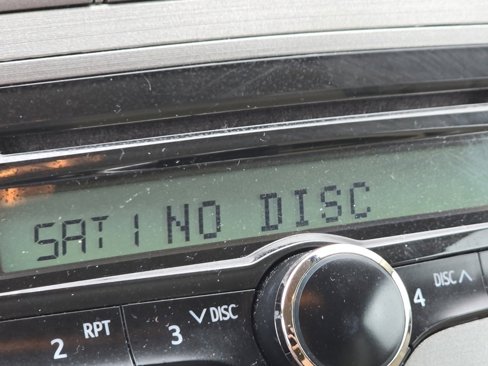 SAT1 NO DISC
2 RPT
3 DISC
4 DISC